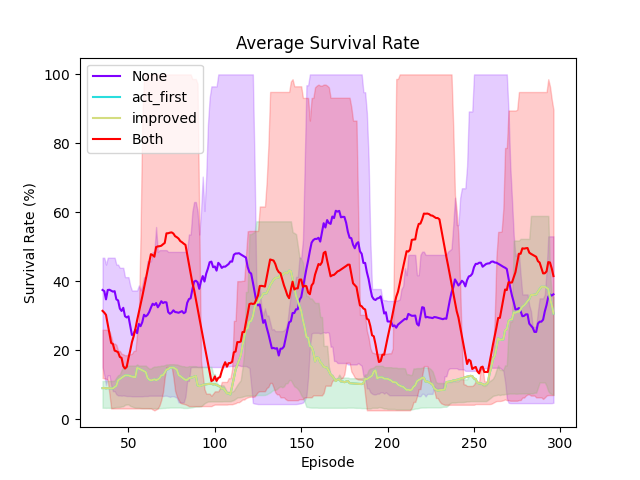 Average Survival Rate
None
act_first
improved
Both
Survival Rate (%)
100
80
60
40
20
0
50
100
150
200
250
300
Episode